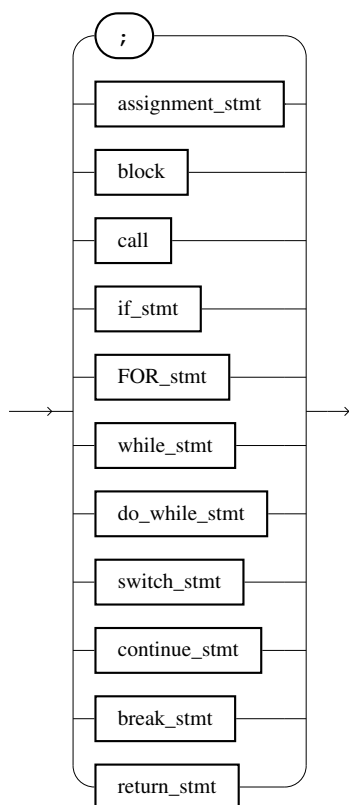 ;
assignment_stmt
block
call
if_stmt
FOR_stmt
while_stmt
do_while_stmt
switch_stmt
continue_stmt
break_stmt
return_stmt